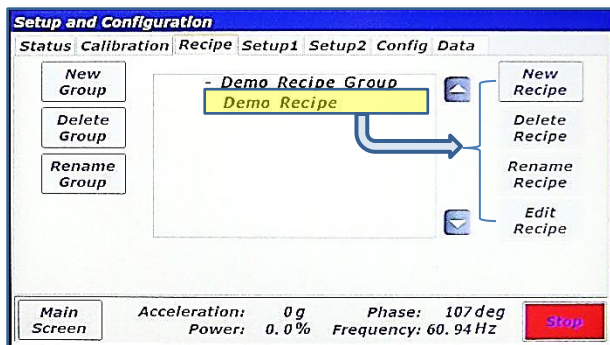 Setup and Configuration
Status Calibration Recipe Setup1 Setup2 Config Data
New
Group
Delete
Group
Rename
Group
- Demo Recipe Group
Demo Recipe
New
Recipe
Delete
Recipe
Rename
Recipe
Edit
Recipe
Main
Screen
Acceleration: 0 g Phase: 107 deg
Power: 0.0% Frequency: 60.94 Hz
Stop